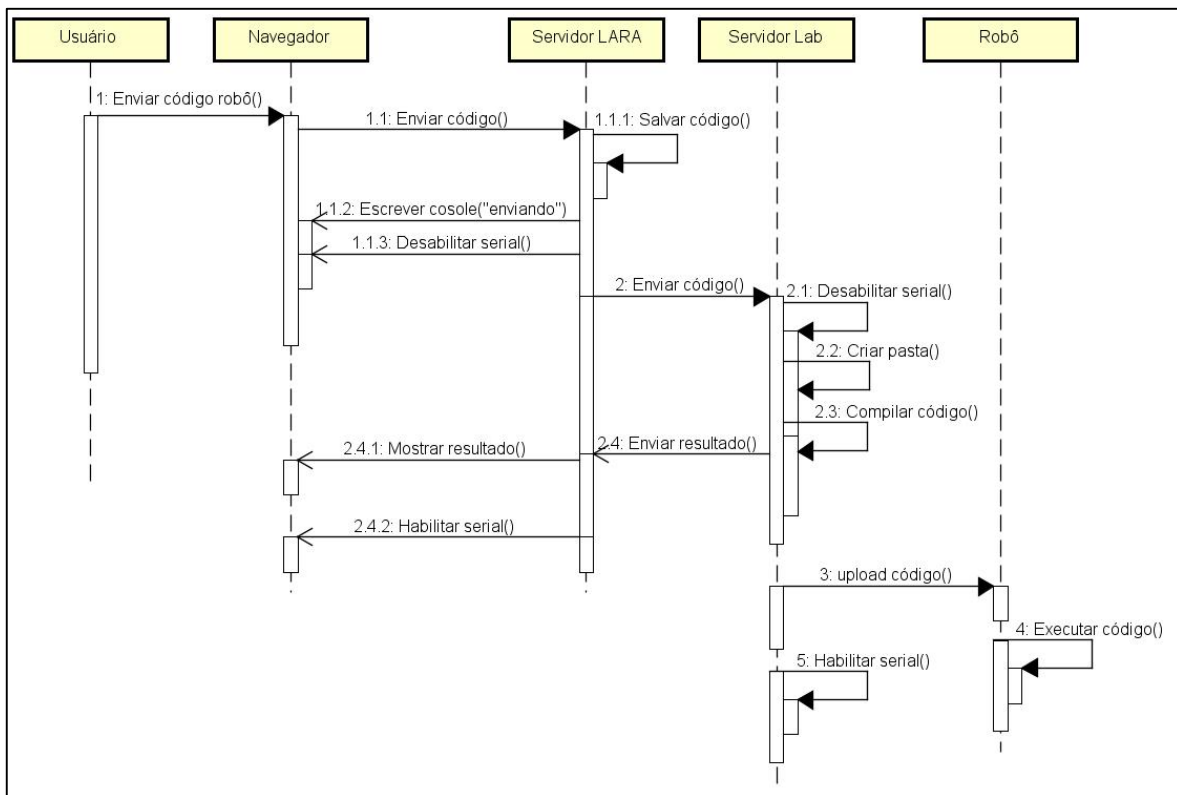 Usuário
Navegador
Servidor LARA
Servidor Lab
Robô
1: Enviar código robô()
1.1: Enviar código()
1.1.1: Salvar código()
1.1.2: Escrever cosole("enviando")
1.1.3: Desabilitar serial()
2: Enviar código()
2.1: Desabilitar serial()
2.2: Criar pasta()
2.3: Compilar código()
2.4: Enviar resultado()
2.4.1: Mostrar resultado()
2.4.2: Habilitar serial()
3: upload código()
4: Executar código()
5: Habilitar serial()